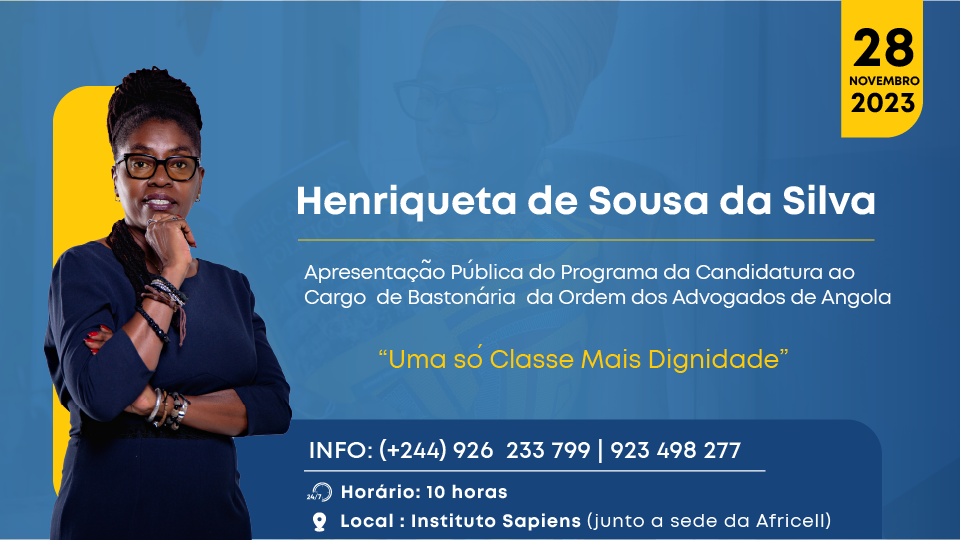 28
NOVEMBRO
2023
Henriqueta de Sousa da Silva
Apresentação Pública do Programa da Candidatura ao
Cargo de Bastonária da Ordem dos Advogados de Angola
“Uma só Classe Mais Dignidade”
INFO: (+244) 926 233 799 | 923 498 277
24/7 Horário: 10 horas
Local : Instituto Sapiens (junto a sede da Africell)